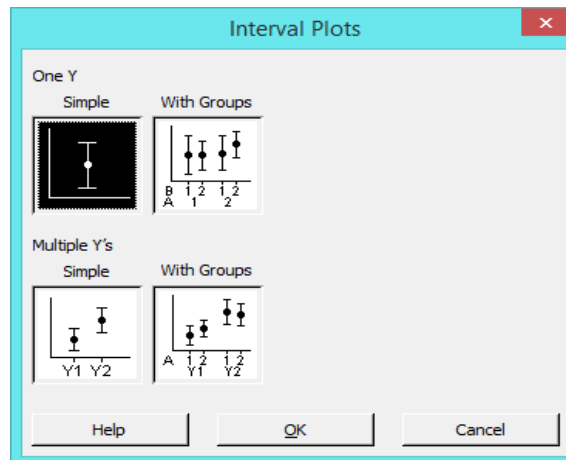 Interval Plots
One Y
Simple With Groups
B 1 2 1 2
A 1 2
Multiple Y's
Simple With Groups
Y1 Y2
A 1 2 1 2
Y1 Y2
Help OK Cancel